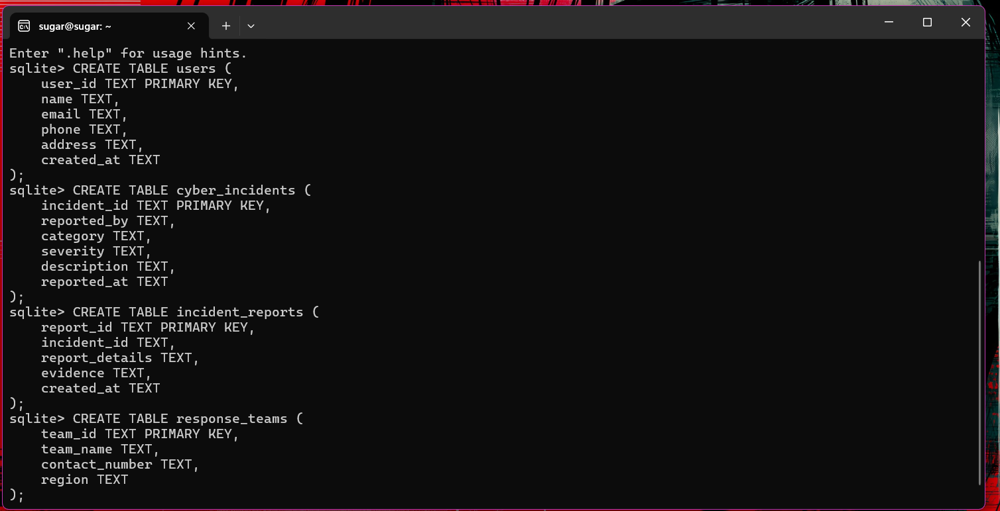 sugar@sugar: ~
Enter ".help" for usage hints.
sqlite> CREATE TABLE users (
    user_id TEXT PRIMARY KEY,
    name TEXT,
    email TEXT,
    phone TEXT,
    address TEXT,
    created_at TEXT
);
sqlite> CREATE TABLE cyber_incidents (
    incident_id TEXT PRIMARY KEY,
    reported_by TEXT,
    category TEXT,
    severity TEXT,
    description TEXT,
    reported_at TEXT
);
sqlite> CREATE TABLE incident_reports (
    report_id TEXT PRIMARY KEY,
    incident_id TEXT,
    report_details TEXT,
    evidence TEXT,
    created_at TEXT
);
sqlite> CREATE TABLE response_teams (
    team_id TEXT PRIMARY KEY,
    team_name TEXT,
    contact_number TEXT,
    region TEXT
);